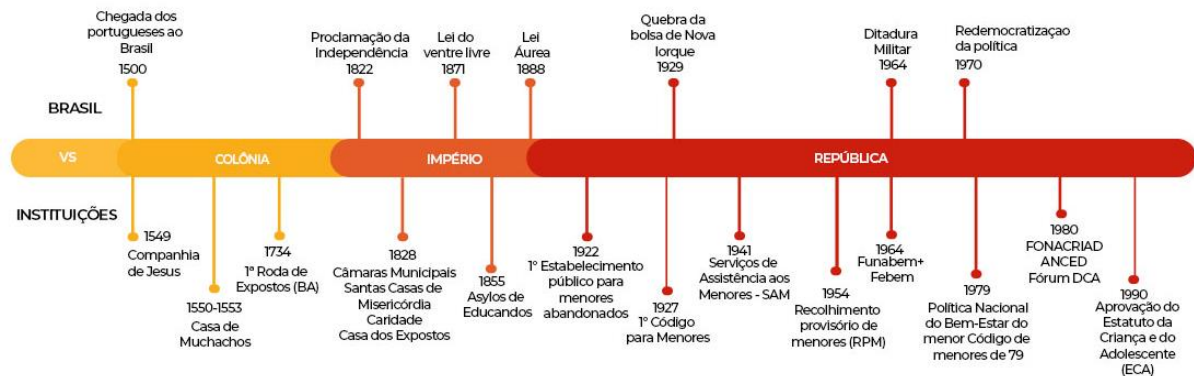 Chegada dos
portugueses ao
Brasil
1500
Proclamação da
Independência
1822
Lei do
ventre livre
1871
Lei
Áurea
1888
Quebra da
bolsa de Nova
Iorque
1929
Ditadura
Militar
1964
Redemocratizaçao
da política
1970
BRASIL
VS
COLÔNIA
IMPÉRIO
REPÚBLICA
INSTITUIÇÕES
1549
Companhia
de Jesus
1550-1553
Casa de
Muchachos
1734
1ª Roda de
Expostos (BA)
1828
Câmaras Municipais
Santas Casas de
Misericórdia
Caridade
Casa dos Expostos
1855
Asylos de
Educandos
1922
1º Estabelecimento
público para
menores
abandonados
1927
1º Código
para Menores
1941
Serviços de
Assistência aos
Menores - SAM
1954
Recolhimento
provisório de
menores (RPM)
1964
Funabem+
Febem
1979
Política Nacional
do Bem-Estar do
menor Código de
menores de 79
1980
FONACRIAD
ANCED
Fórum DCA
1990
Aprovação do
Estatuto da
Criança e do
Adolescente
(ECA)